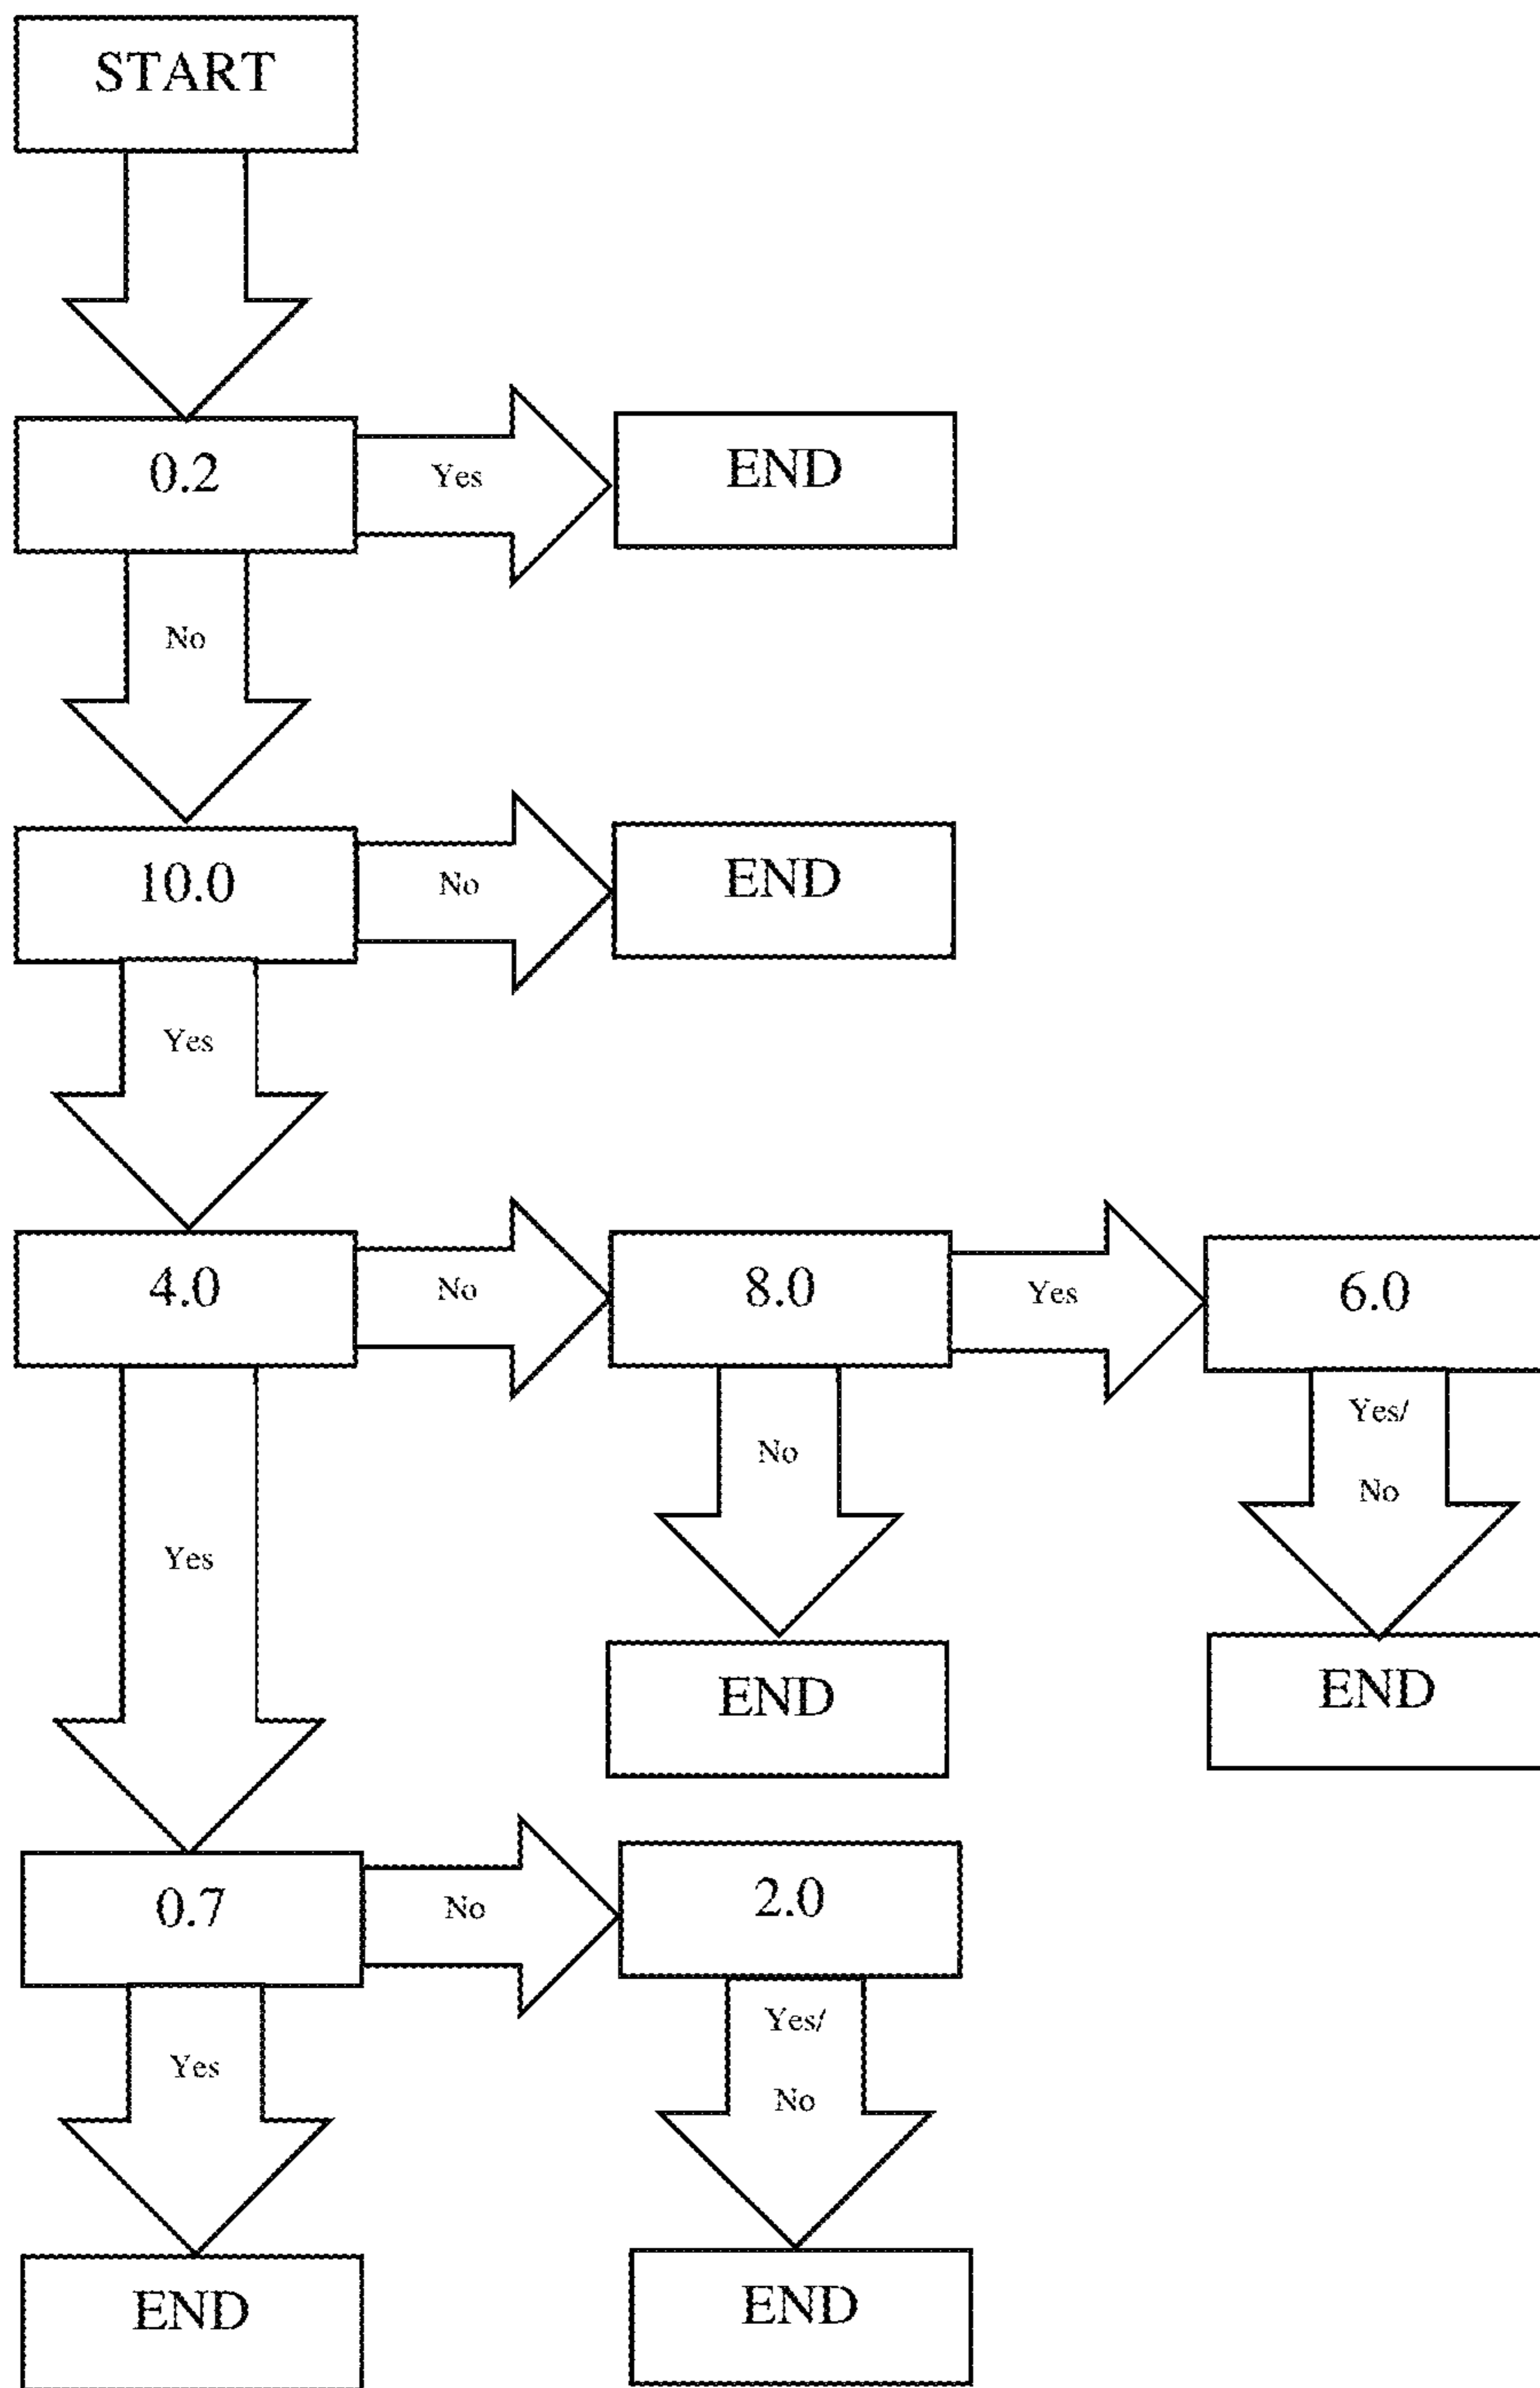 START
0.2
Yes
END
No
10.0
No
END
Yes
4.0
No
8.0
Yes
6.0
Yes
No
Yes/
No
END
END
0.7
No
2.0
Yes
Yes/
No
END
END